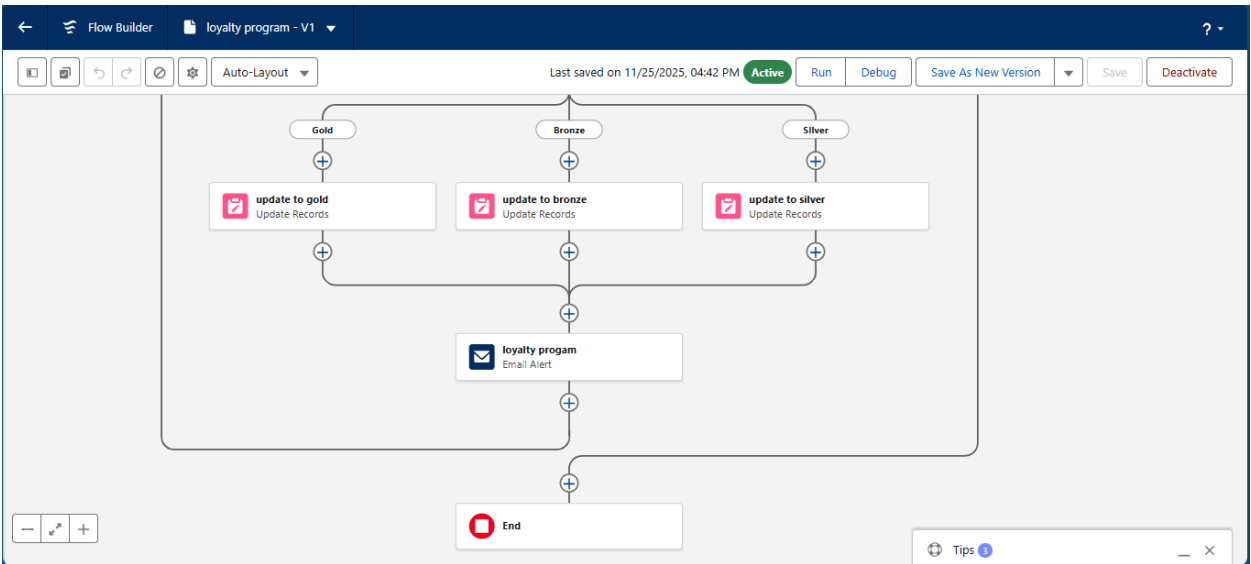 Flow Builder
loyalty program - V1
?
Auto-Layout
Last saved on 11/25/2025, 04:42 PM
Active
Run
Debug
Save As New Version
Save
Deactivate
Gold
Bronze
SIlver
update to gold
Update Records
update to bronze
Update Records
update to silver
Update Records
loyalty progam
Email Alert
End
Tips 3